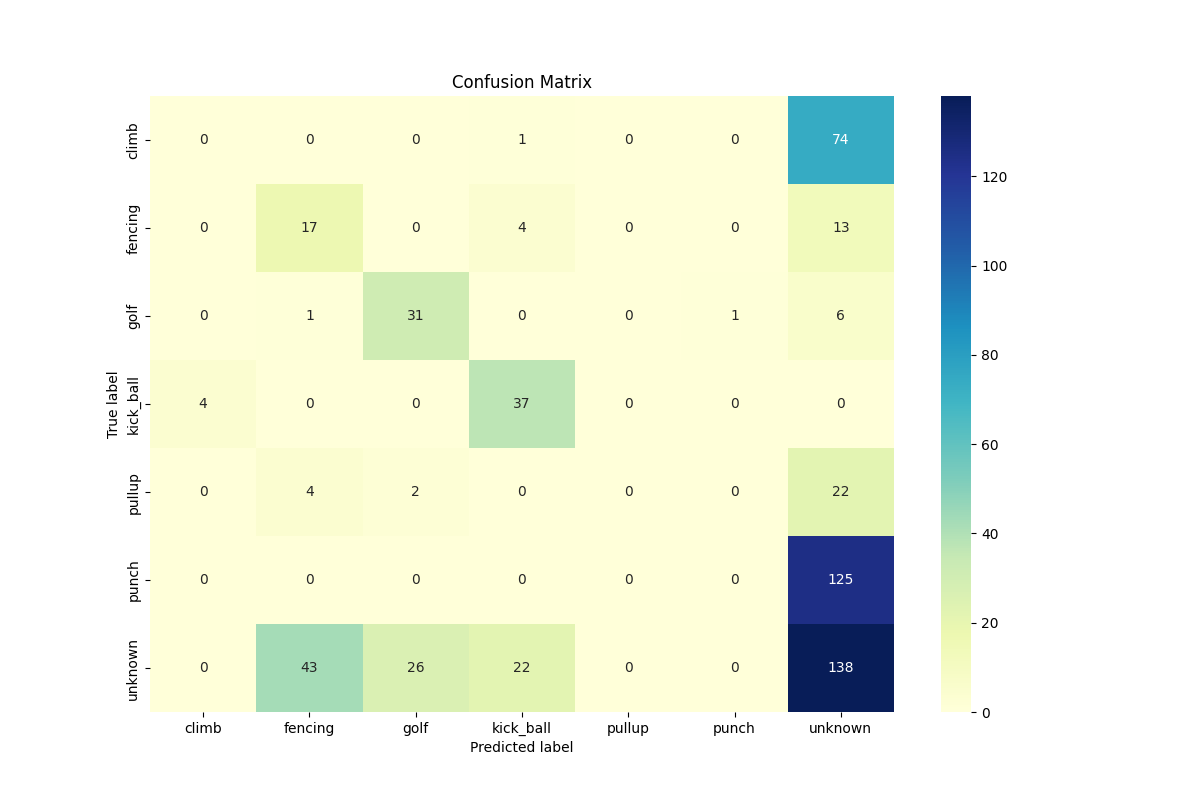 Confusion Matrix
climb 0 0 0 1 0 0 74
fencing 0 17 0 4 0 0 13
golf 0 1 31 0 0 1 6
kick_ball 4 0 0 37 0 0 0
pullup 0 4 2 0 0 0 22
punch 0 0 0 0 0 0 125
unknown 0 43 26 22 0 0 138
True label
climb fencing golf kick_ball pullup punch unknown
Predicted label
120
100
80
60
40
20
0